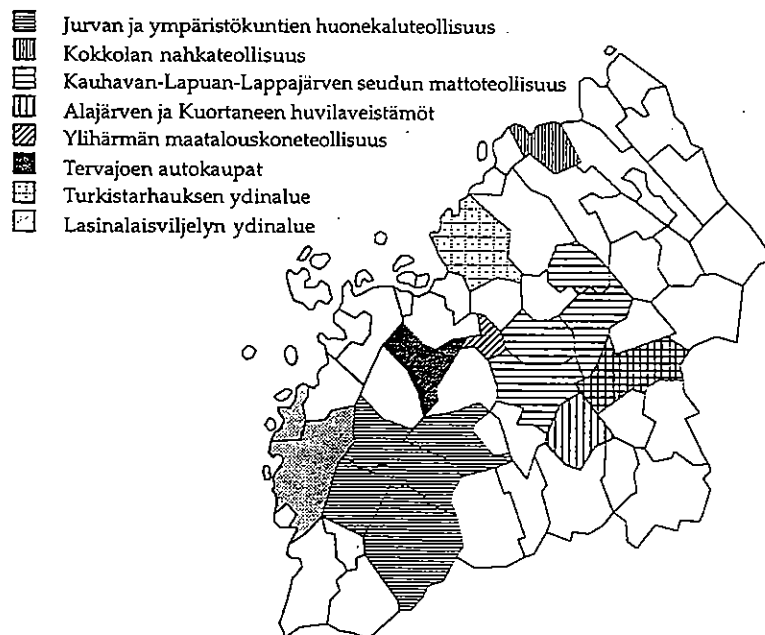 Jurvan ja ympäristökuntien huonekaluteollisuus
Kokkolan nahkateollisuus
Kauhavan-Lapuan-Lappajärven seudun mattoteollisuus
Alajärven ja Kuortaneen huvilaveistämöt
Ylihärmän maatalouskoneteollisuus
Tervajoen autokaupat
Turkistarhauksen ydinalue
Lasinalaisviljelyn ydinalue